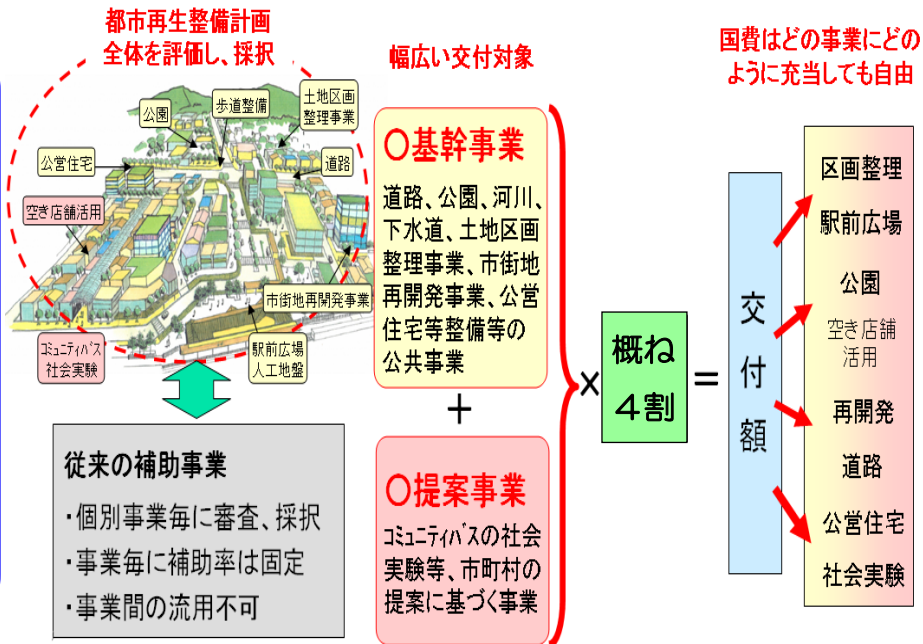 都市再生整備計画
全体を評価し、採択
公園
歩道整備
土地区画
整理事業
公営住宅
道路
空き店舗活用
市街地再開発事業
コミュニティバス
社会実験
駅前広場
人工地盤
従来の補助事業
・個別事業毎に審査、採択
・事業毎に補助率は固定
・事業間の流用不可
幅広い交付対象
〇基幹事業
道路、公園、河川、
下水道、土地区画
整理事業、市街地
再開発事業、公営
住宅等整備等の
公共事業
+
〇提案事業
コミュニティバスの社会
実験等、市町村の
提案に基づく事業
×
概ね
4割
=
交付額
国費はどの事業にどの
ように充当しても自由
区画整理
駅前広場
公園
空き店舗
活用
再開発
道路
公営住宅
社会実験